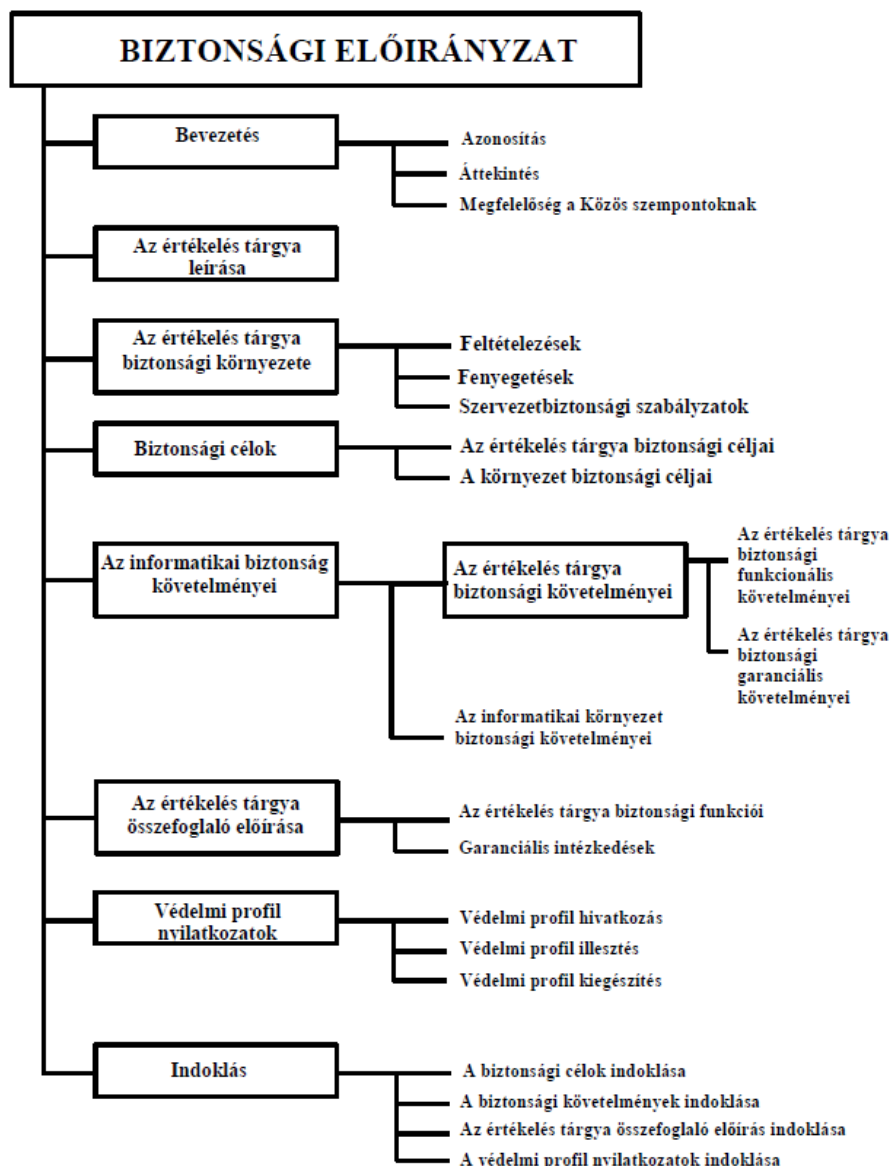 BIZTONSÁGI ELŐIRÁNYZAT
Bevezetés
Azonosítás
Áttekintés
Megfelelőség a Közös szempontoknak
Az értékelés tárgya
leírása
Az értékelés tárgya
biztonsági környezete
Feltételezések
Fenyegetések
Szervezetbiztonsági szabályzatok
Biztonsági célok
Az értékelés tárgya biztonsági céljai
A környezet biztonsági céljai
Az informatikai biztonság
követelményei
Az értékelés tárgya
biztonsági követelményei
Az értékelés tárgya
biztonsági
funkcionális
követelményei
Az értékelés tárgya
biztonsági
garanciális
követelményei
Az informatikai környezet
biztonsági követelményei
Az értékelés tárgya
összefoglaló előírása
Az értékelés tárgya biztonsági funkciói
Garanciális intézkedések
Védelmi profil
nyilatkozatok
Védelmi profil hivatkozás
Védelmi profil illesztés
Védelmi profil kiegészítés
Indoklás
A biztonsági célok indoklása
A biztonsági követelmények indoklása
Az értékelés tárgya összefoglaló előírás indoklása
A védelmi profil nyilatkozatok indoklása